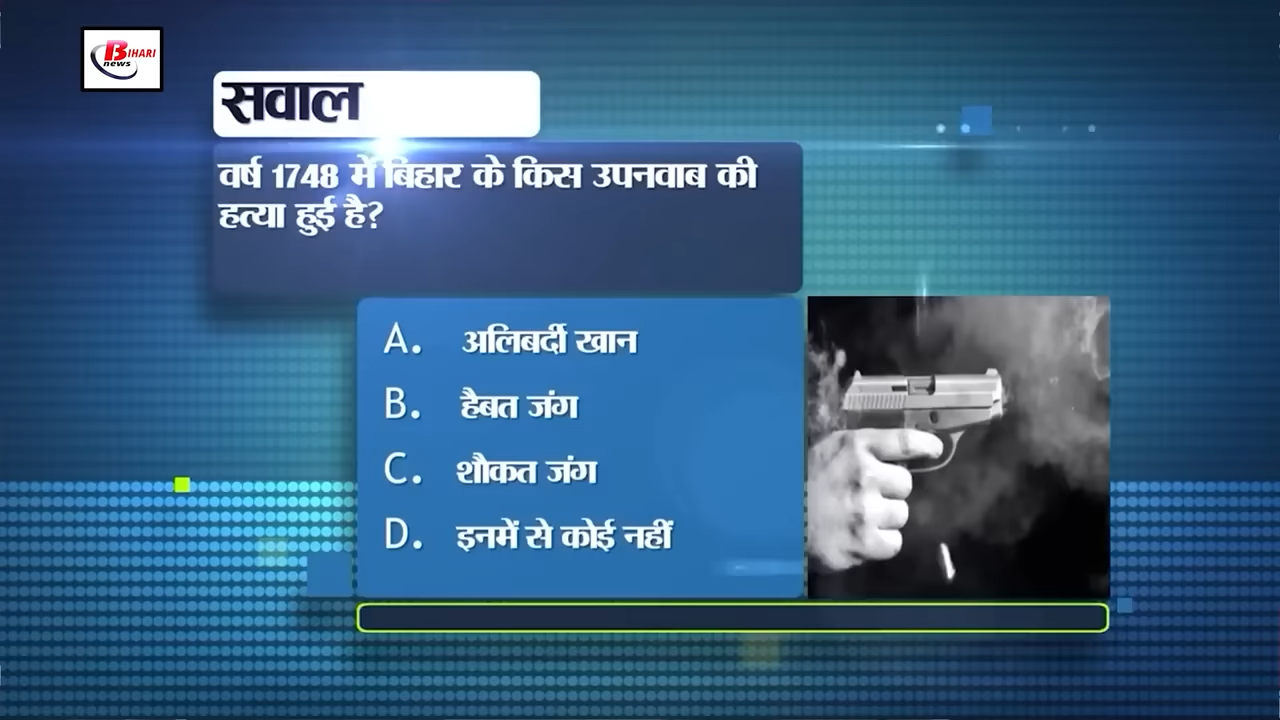 BIHARI
news
सवाल
वर्ष 1748 में बिहार के किस उपनवाब की
हत्या हुई है?
A. अलिबर्दी खान
B. हैबत जंग
C. शौकत जंग
D. इनमें से कोई नहीं